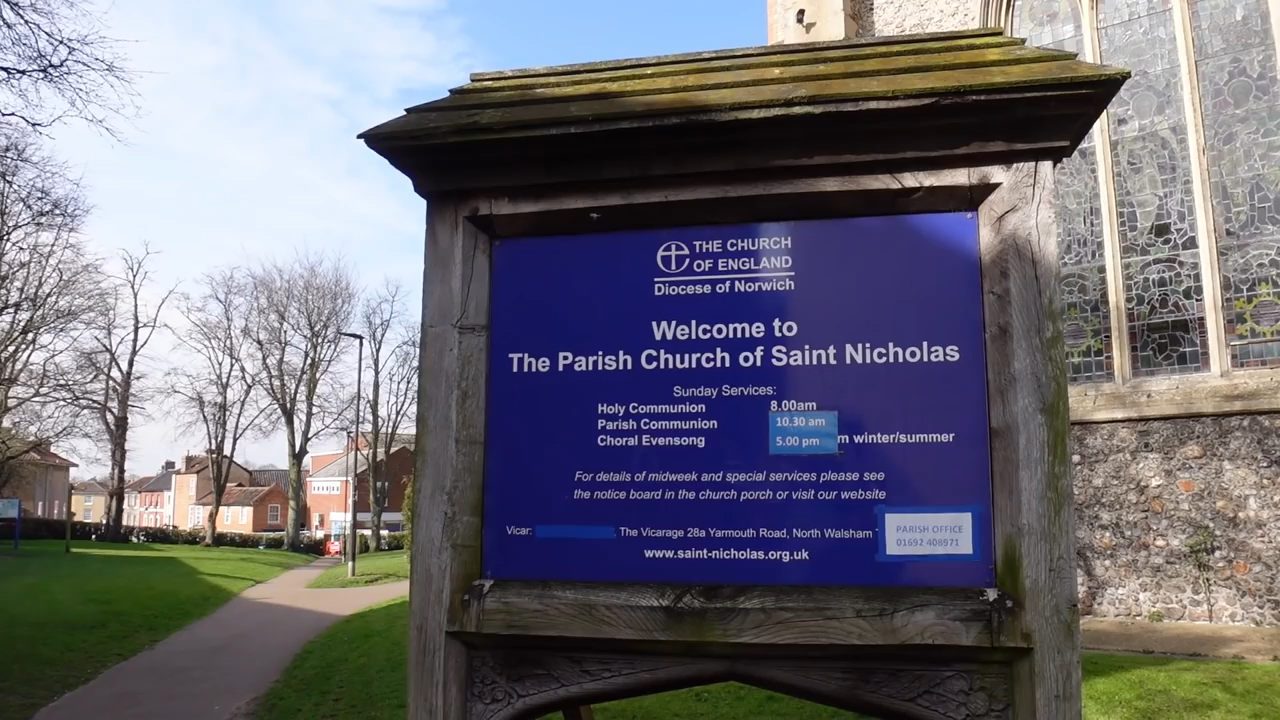 THE CHURCH
OF ENGLAND
Diocese of Norwich
Welcome to
The Parish Church of Saint Nicholas
Sunday Services:
Holy Communion 8.00am
Parish Communion 10.30 am
Choral Evensong 5.00 pm m winter/summer
For details of midweek and special services please see
the notice board in the church porch or visit our website
Vicar: The Vicarage 28a Yarmouth Road, North Walsham
www.saint-nicholas.org.uk
PARISH OFFICE
01692 408971